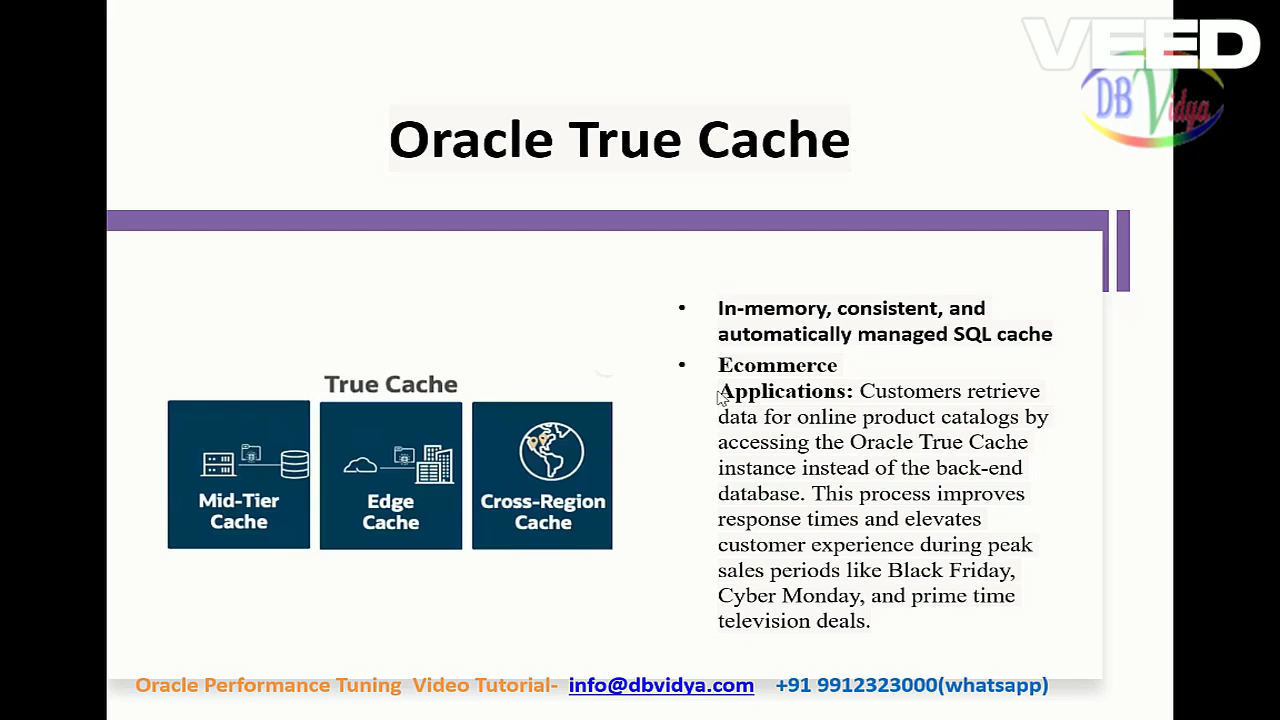 VEED
DB Vidya
Oracle True Cache
• In-memory, consistent, and
automatically managed SQL cache
• Ecommerce
Applications: Customers retrieve
data for online product catalogs by
accessing the Oracle True Cache
instance instead of the back-end
database. This process improves
response times and elevates
customer experience during peak
sales periods like Black Friday,
Cyber Monday, and prime time
television deals.
True Cache
Mid-Tier
Cache
Edge
Cache
Cross-Region
Cache
Oracle Performance Tuning Video Tutorial- info@dbvidya.com +91 9912323000(whatsapp)